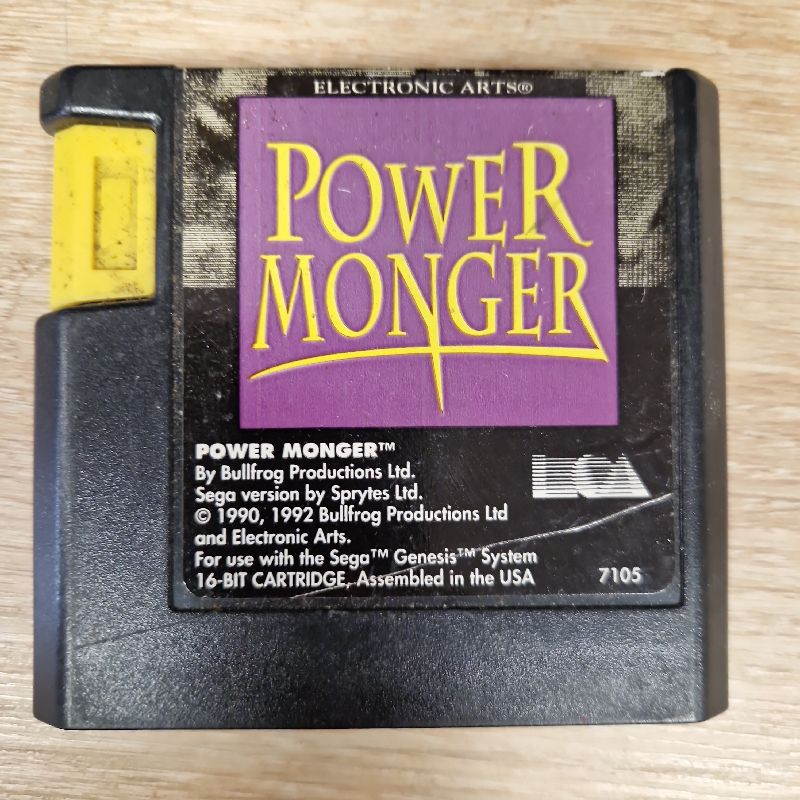 ELECTRONIC ARTS®
POWER
MONGER
POWER MONGER™
By Bullfrog Productions Ltd.
Sega version by Sprytes Ltd.
© 1990, 1992 Bullfrog Productions Ltd
and Electronic Arts.
For use with the Sega™ Genesis™ System
16-BIT CARTRIDGE, Assembled in the USA
7105
EA